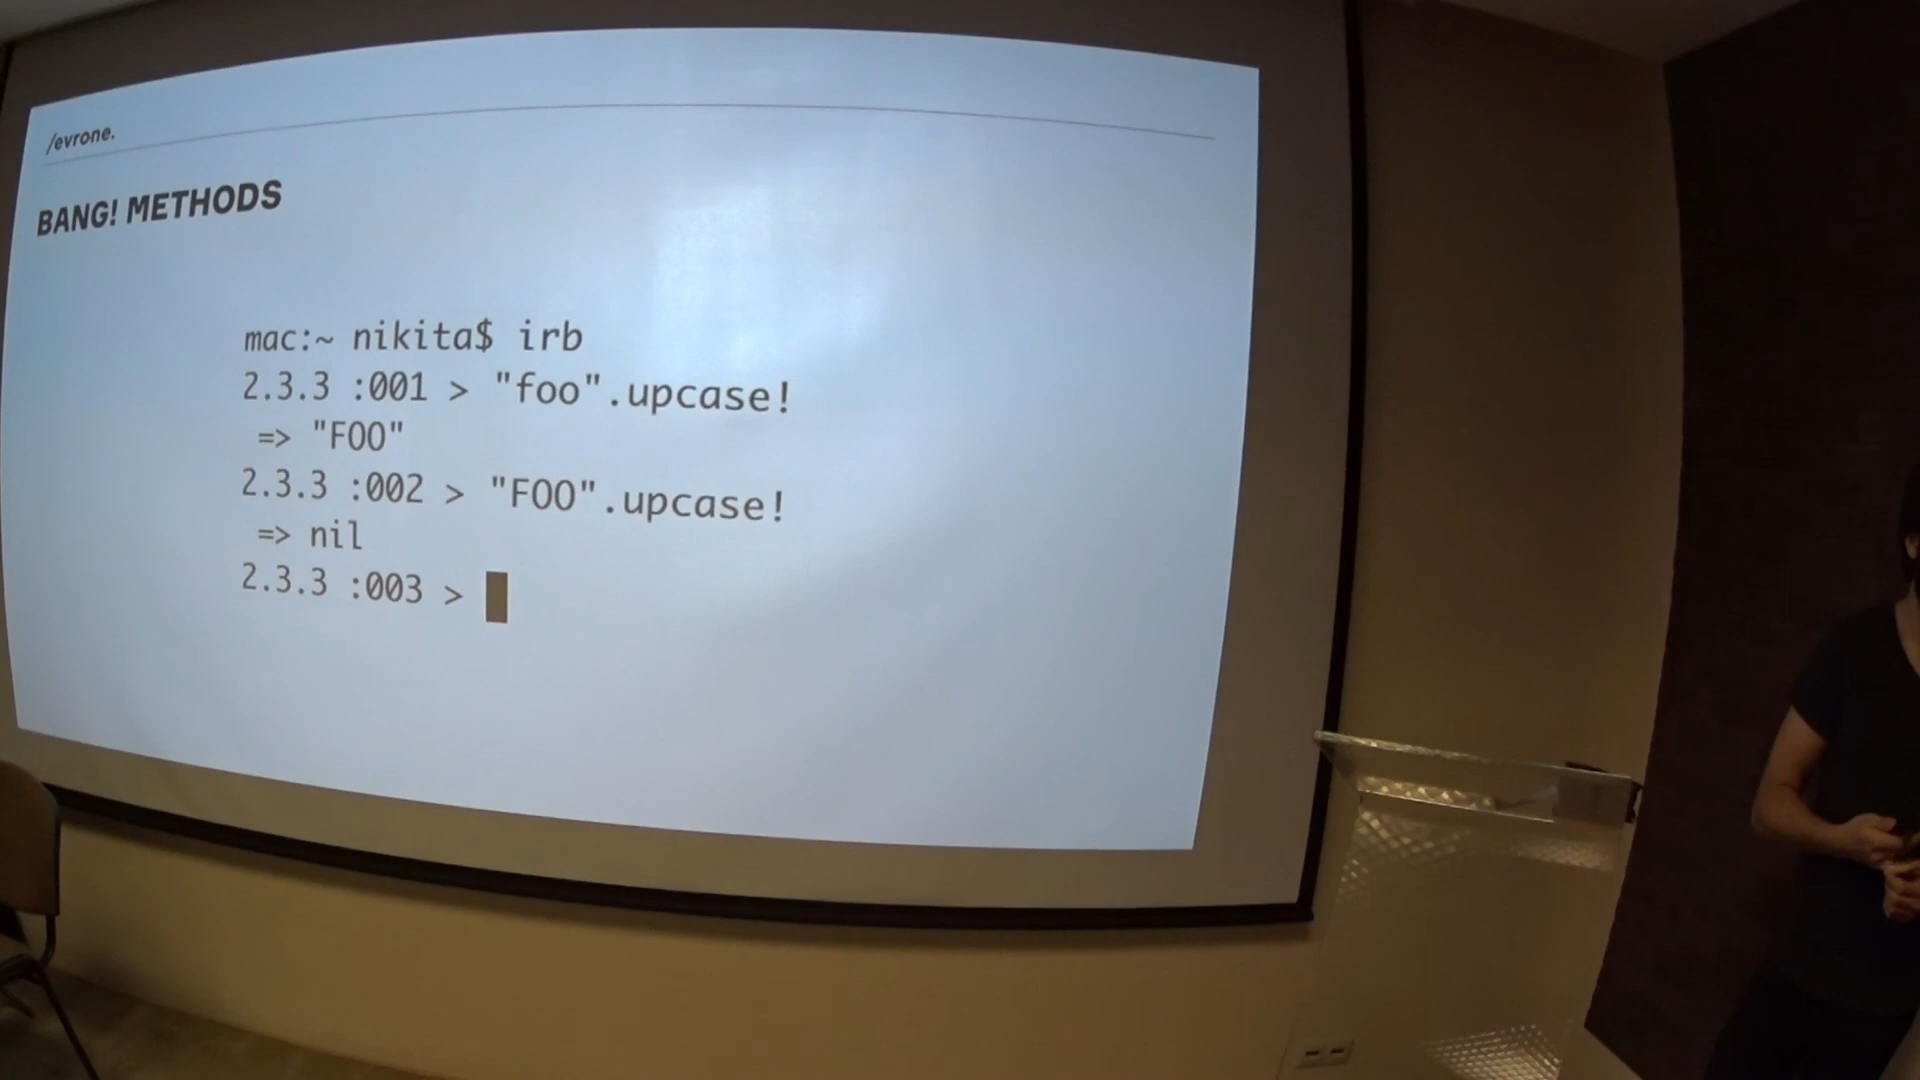 /evrone.
BANG! METHODS
mac:~ nikita$ irb
2.3.3 :001 > "foo".upcase!
=> "FOO"
2.3.3 :002 > "FOO".upcase!
=> nil
2.3.3 :003 >